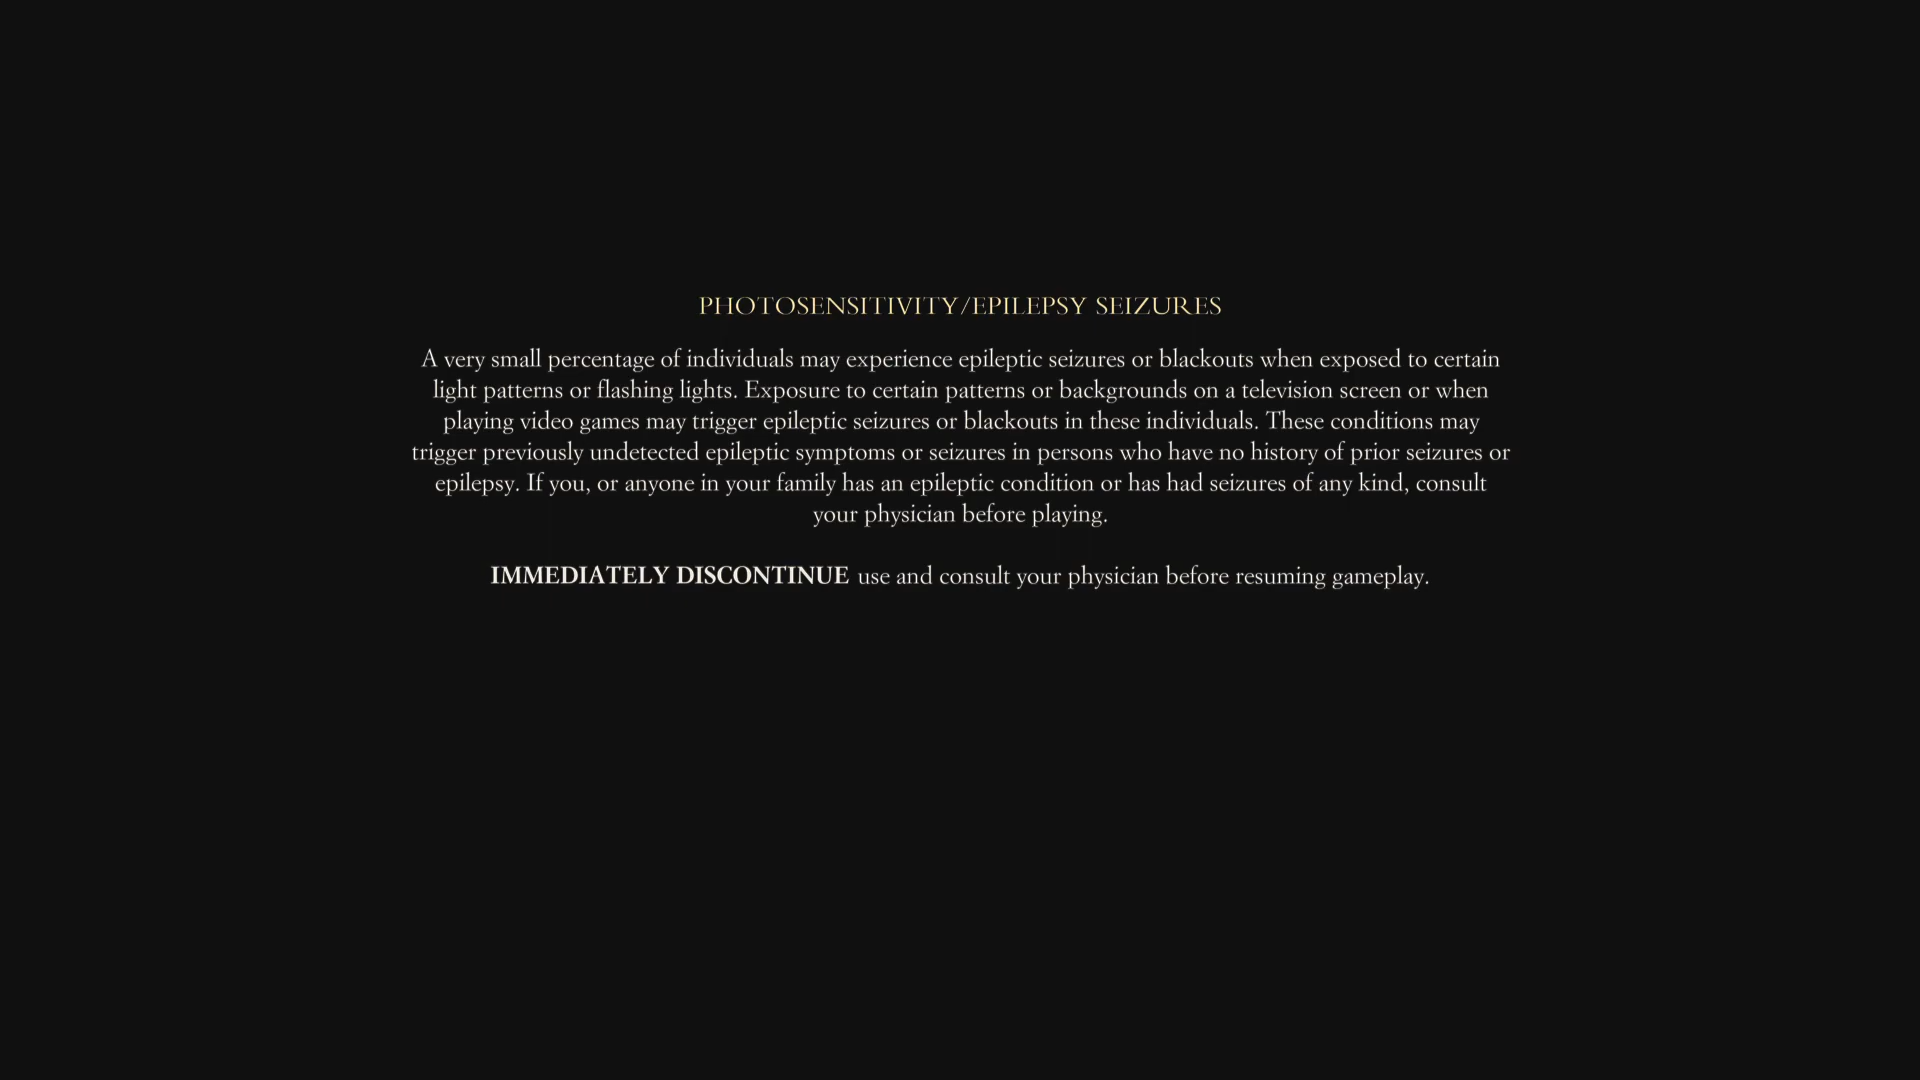 PHOTOSENSITIVITY/EPILEPSY SEIZURES
A very small percentage of individuals may experience epileptic seizures or blackouts when exposed to certain
light patterns or flashing lights. Exposure to certain patterns or backgrounds on a television screen or when
playing video games may trigger epileptic seizures or blackouts in these individuals. These conditions may
trigger previously undetected epileptic symptoms or seizures in persons who have no history of prior seizures or
epilepsy. If you, or anyone in your family has an epileptic condition or has had seizures of any kind, consult
your physician before playing.
IMMEDIATELY DISCONTINUE use and consult your physician before resuming gameplay.